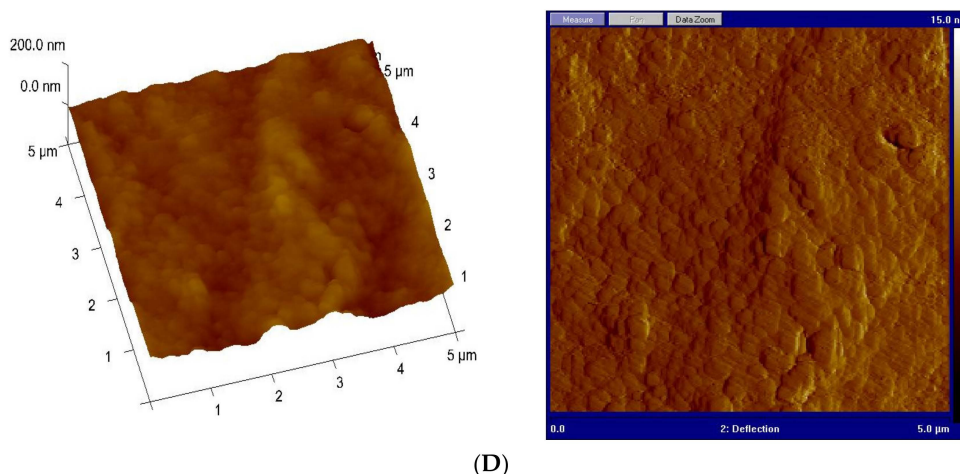 200.0 nm
0.0 nm
5 µm
4
3
2
1
1
2
3
4
5 µm
1
2
3
4
5 µm
Measure
Pan
Data Zoom
15.0 n
0.0
2: Deflection
5.0 µm
(D)